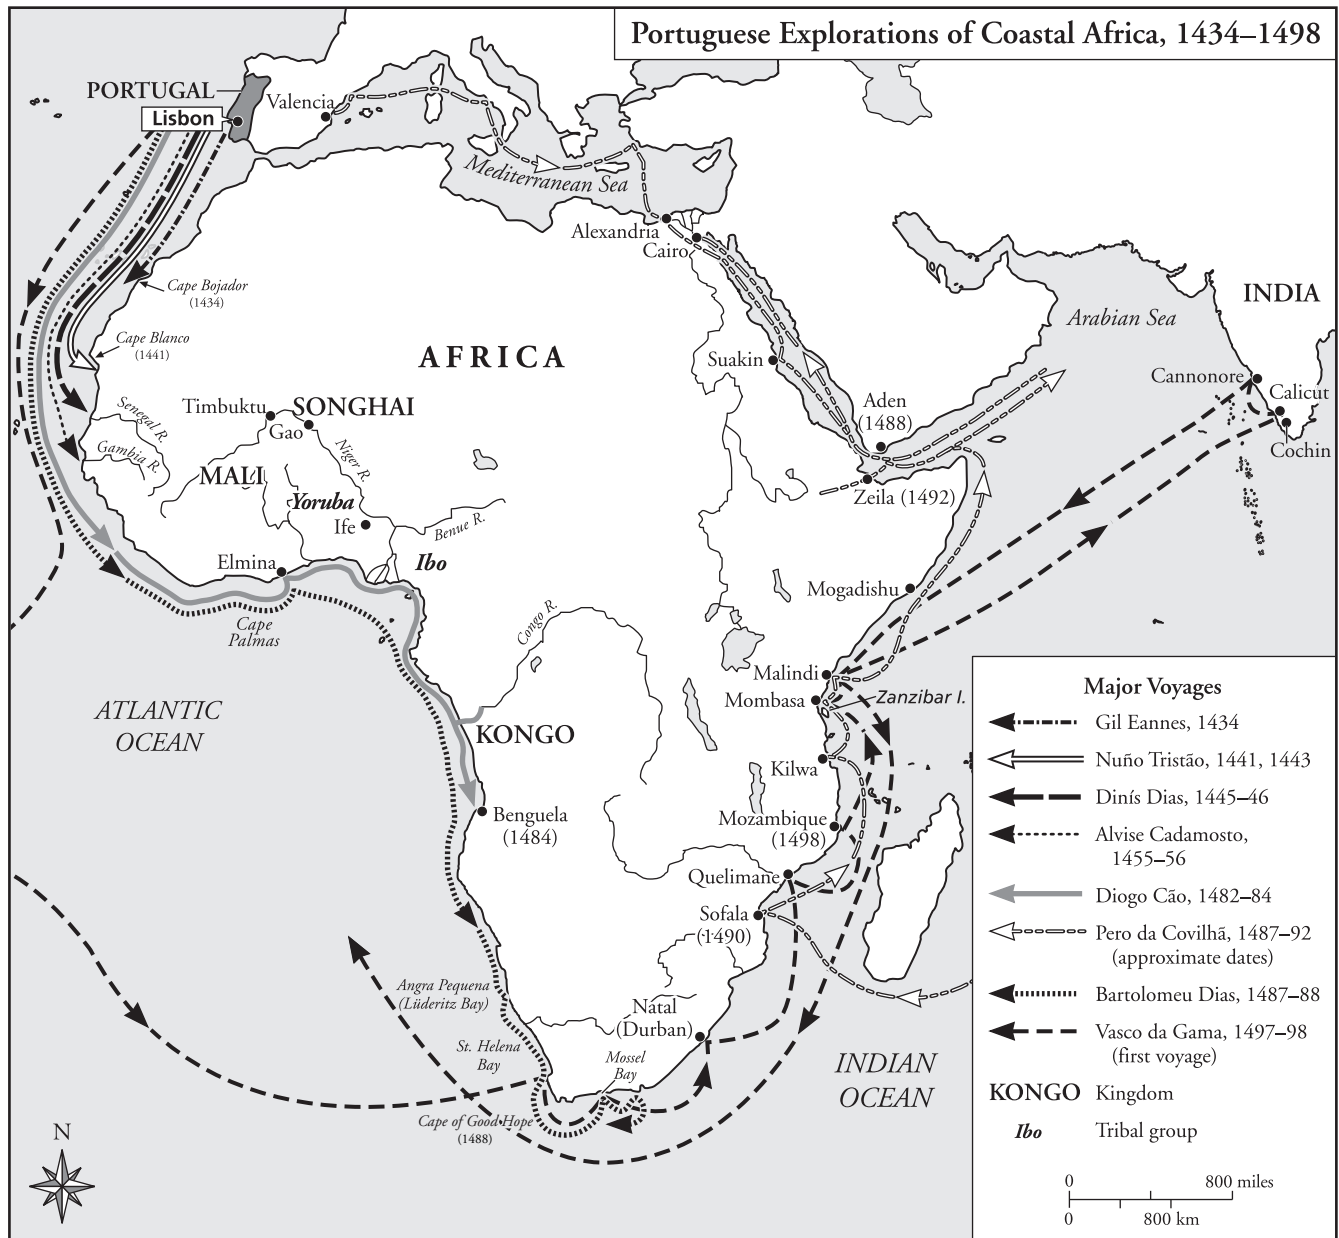 Portuguese Explorations of Coastal Africa, 1434–1498
PORTUGAL
Lisbon
Valencia
Mediterranean Sea
Alexandria
Cairo
Cape Bojador
(1434)
Cape Blanco
(1441)
AFRICA
INDIA
Arabian Sea
Suakin
Aden
(1488)
Cannonore
Calicut
Cochin
Senegal R.
Gambia R.
Timbuktu
SONGHAI
Gao
Niger R.
MALI
Yoruba
Ife
Benue R.
Zeila (1492)
Elmina
Ibo
Mogadishu
Cape
Palmas
Congo R.
Malindi
Mombasa
Zanzibar I.
ATLANTIC
OCEAN
KONGO
Kilwa
Benguela
(1484)
Mozambique
(1498)
Quelimane
Sofala
(1490)
Angra Pequena
(Lüderitz Bay)
Natal
(Durban)
St. Helena
Bay
Mossel
Bay
INDIAN
OCEAN
Cape of Good Hope
(1488)
N
Major Voyages
Gil Eannes, 1434
Nuño Tristão, 1441, 1443
Dinís Dias, 1445–46
Alvise Cadamosto,
1455–56
Diogo Cão, 1482–84
Pero da Covilhã, 1487–92
(approximate dates)
Bartolomeu Dias, 1487–88
Vasco da Gama, 1497–98
(first voyage)
KONGO Kingdom
Ibo Tribal group
0 800 miles
0 800 km